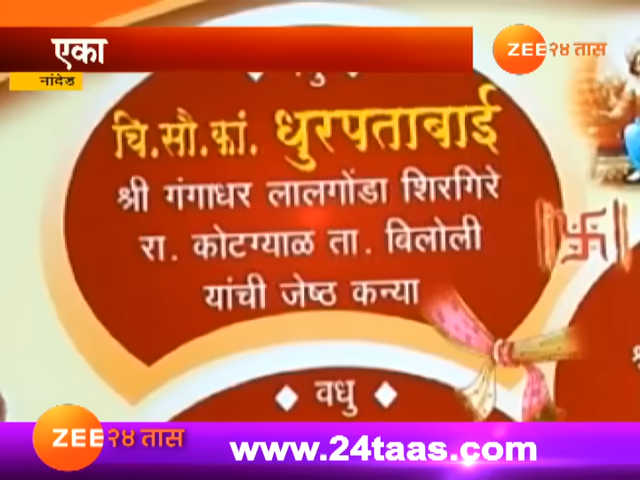 एका
ZEE २४ तास
नांदेड
चि.सौ.कां. धुरपताबाई
श्री गंगाधर लालगोंडा शिरगिरे
रा. कोटग्याळ ता. बिलोली
यांची जेष्ठ कन्या
वधु
ZEE २४ तास
www.24taas.com